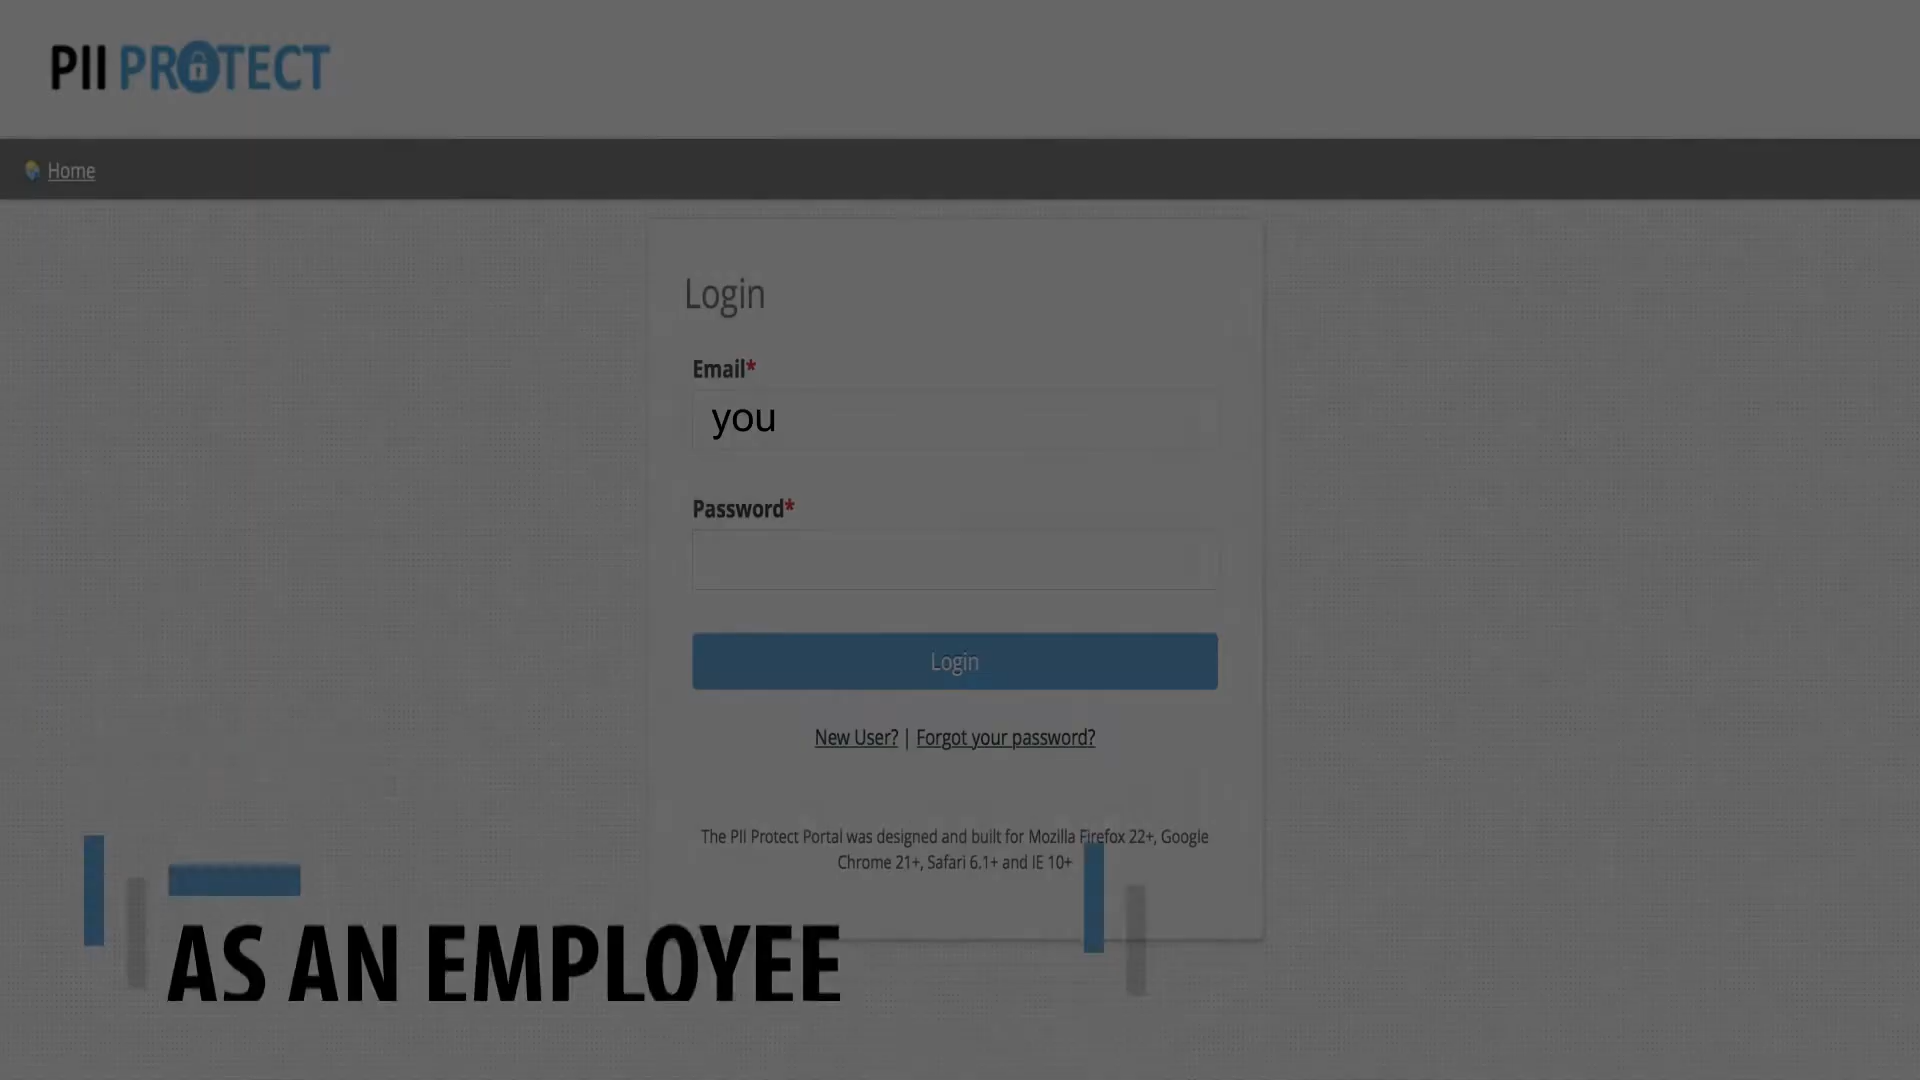 PII PROTECT
Home
Login
Email*
you
Password*
Login
New User? | Forgot your password?
The PII Protect Portal was designed and built for Mozilla Firefox 22+, Google
Chrome 21+, Safari 6.1+ and IE 10+
AS AN EMPLOYEE